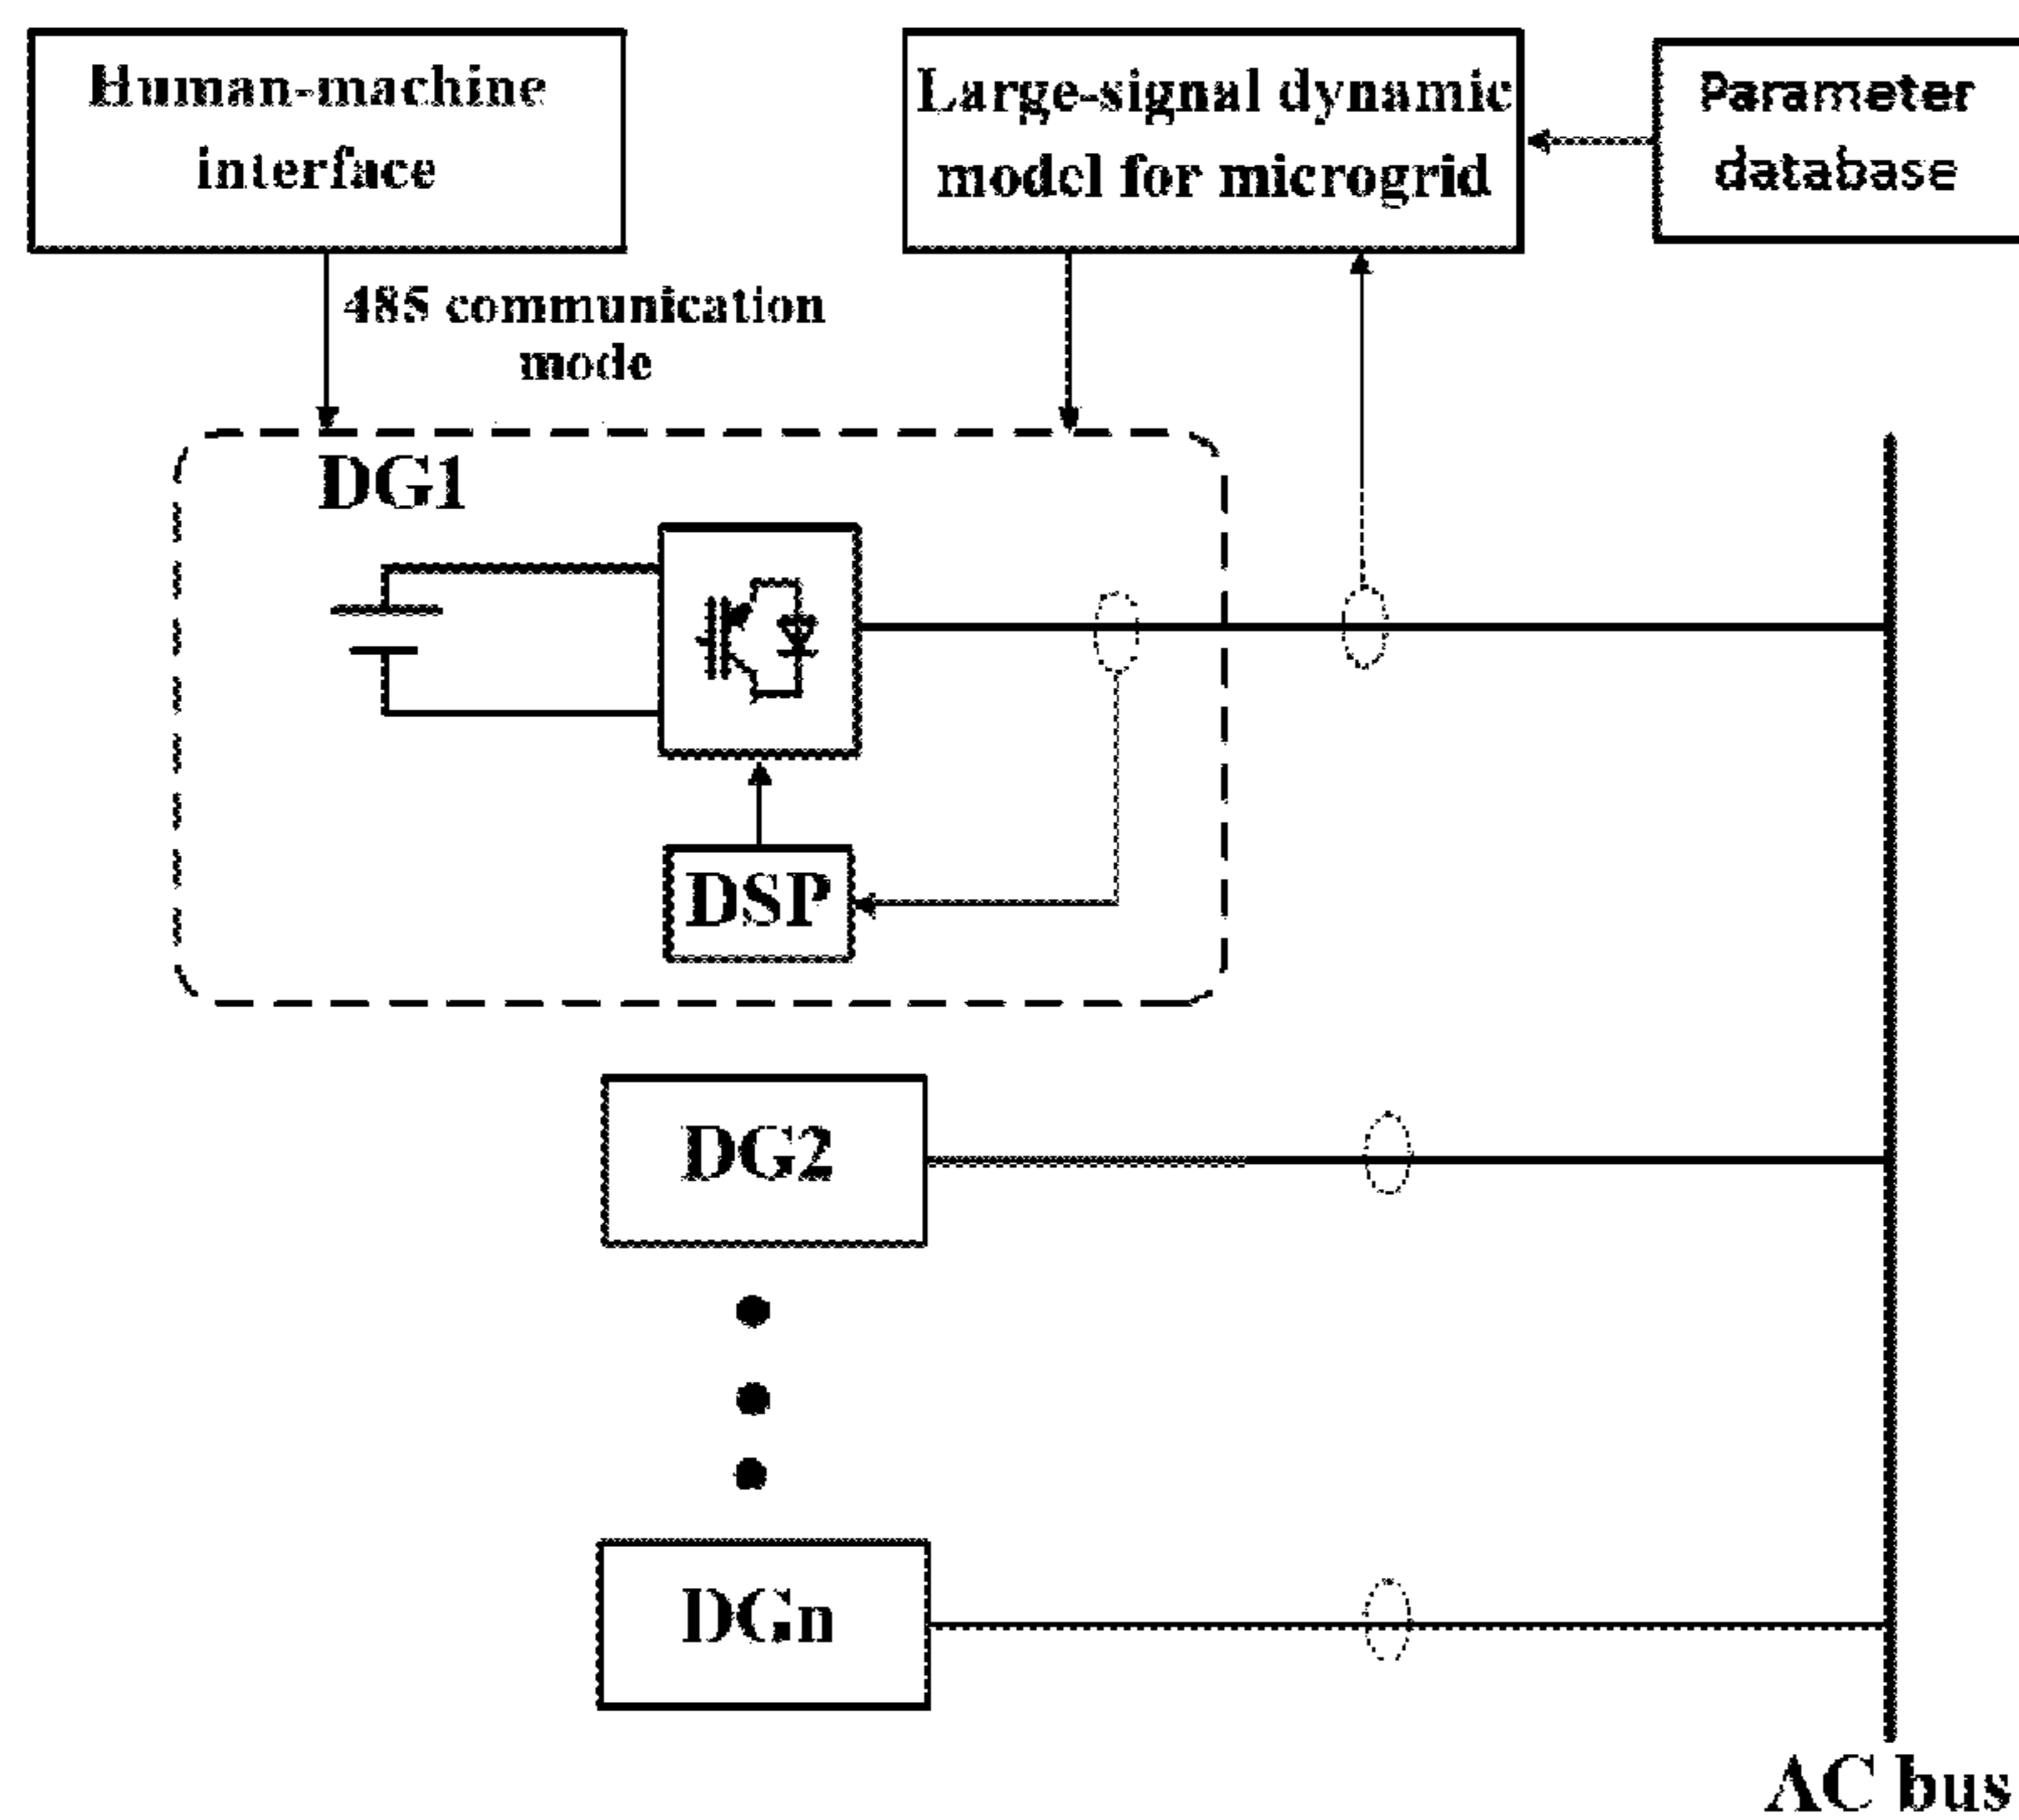 Human-machine
interface
Large-signal dynamic
model for microgrid
Parameter
database
485 communication
mode
DG1
DSP
DG2
DGn
AC bus